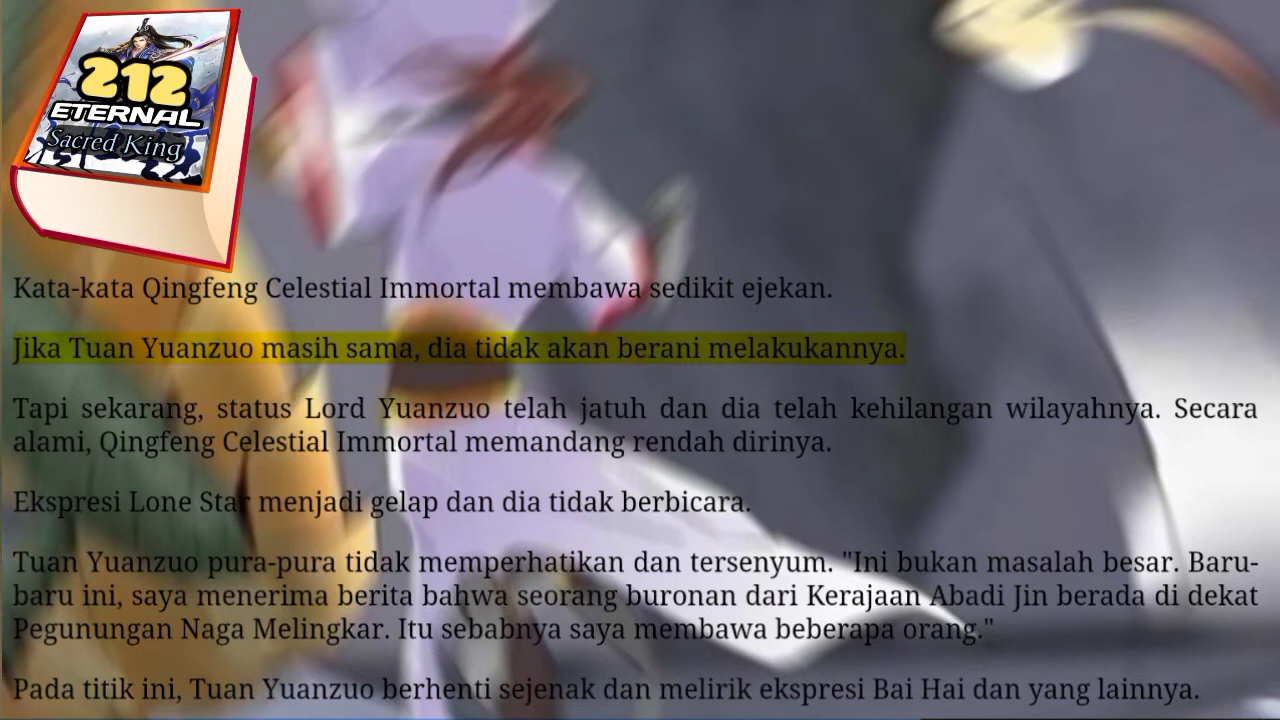 212
ETERNAL
Sacred King
Kata-kata Qingfeng Celestial Immortal membawa sedikit ejekan.
Jika Tuan Yuanzuo masih sama, dia tidak akan berani melakukannya.
Tapi sekarang, status Lord Yuanzuo telah jatuh dan dia telah kehilangan wilayahnya. Secara
alami, Qingfeng Celestial Immortal memandang rendah dirinya.
Ekspresi Lone Star menjadi gelap dan dia tidak berbicara.
Tuan Yuanzuo pura-pura tidak memperhatikan dan tersenyum. "Ini bukan masalah besar. Baru-
baru ini, saya menerima berita bahwa seorang buronan dari Kerajaan Abadi Jin berada di dekat
Pegunungan Naga Melingkar. Itu sebabnya saya membawa beberapa orang."
Pada titik ini, Tuan Yuanzuo berhenti sejenak dan melirik ekspresi Bai Hai dan yang lainnya.